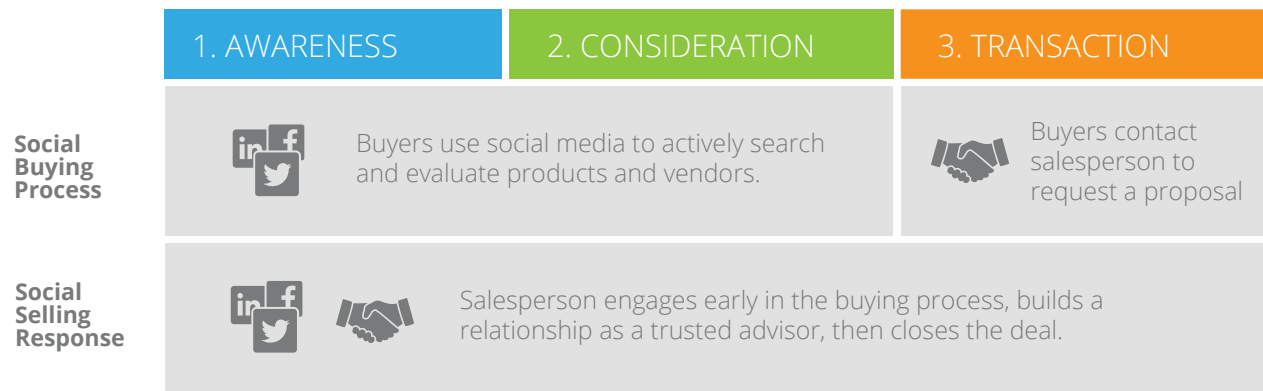 1. AWARENESS
2. CONSIDERATION
3. TRANSACTION
Social
Buying
Process
in f
Buyers use social media to actively search
and evaluate products and vendors.
Buyers contact
salesperson to
request a proposal
Social
Selling
Response
in f
Salesperson engages early in the buying process, builds a
relationship as a trusted advisor, then closes the deal.